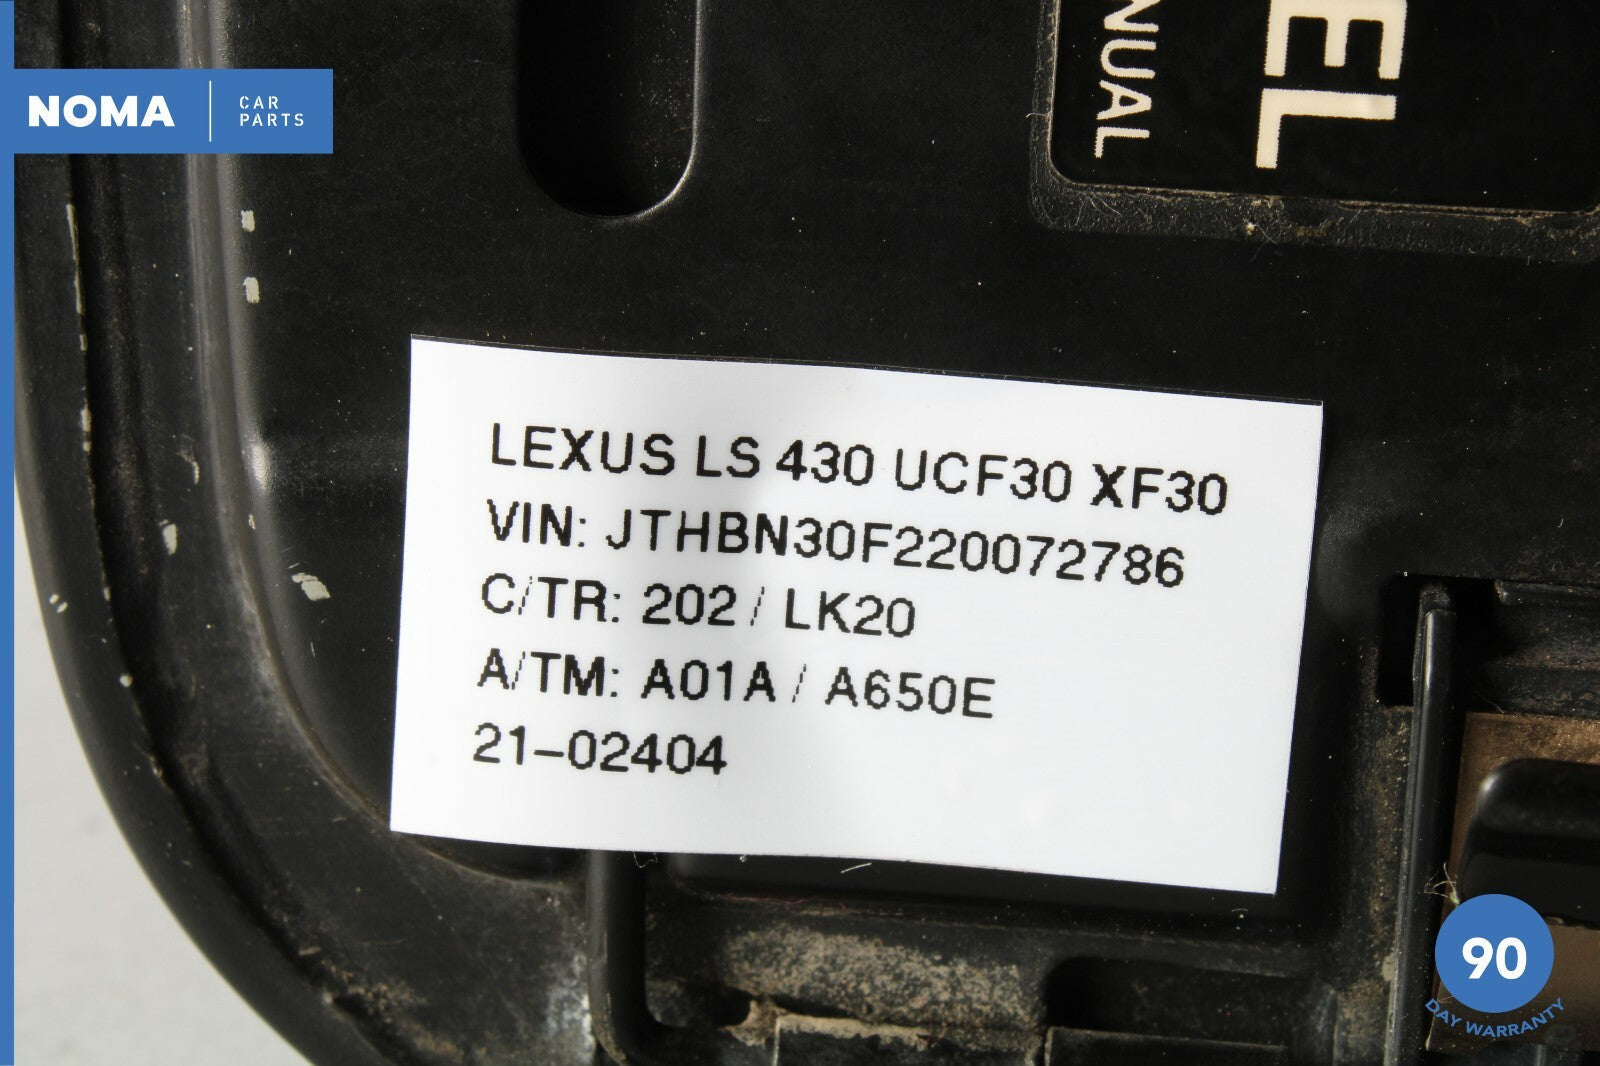 NOMA
CAR
PARTS
NUAL
EL
LEXUS LS 430 UCF30 XF30
VIN: JTHBN30F220072786
C/TR: 202 / LK20
A/TM: A01A / A650E
21-02404
90
DAY WARRANTY